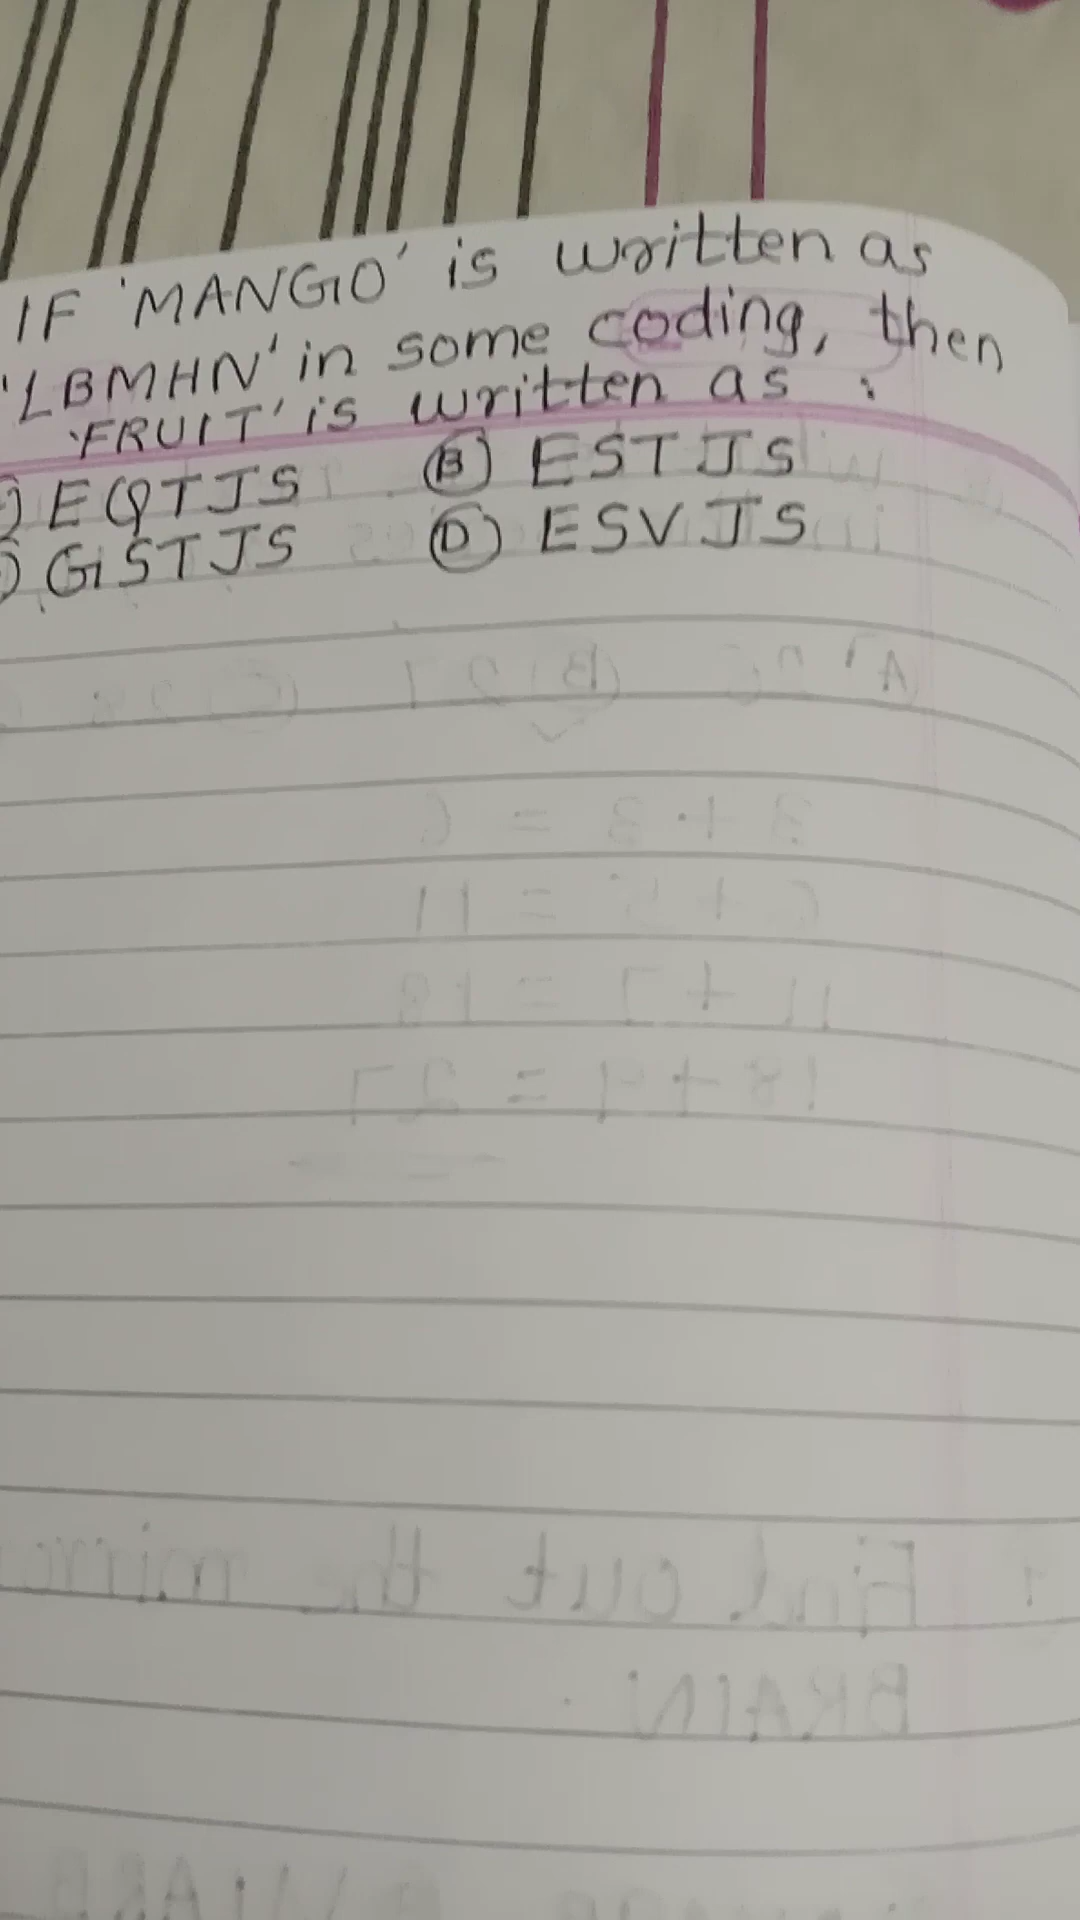 IF 'MANGO' is written as
'LBMHN' in some coding, then
'FRUIT' is written as :
EQTJS (B) ESTJS
GSTJS (D) ESVJS